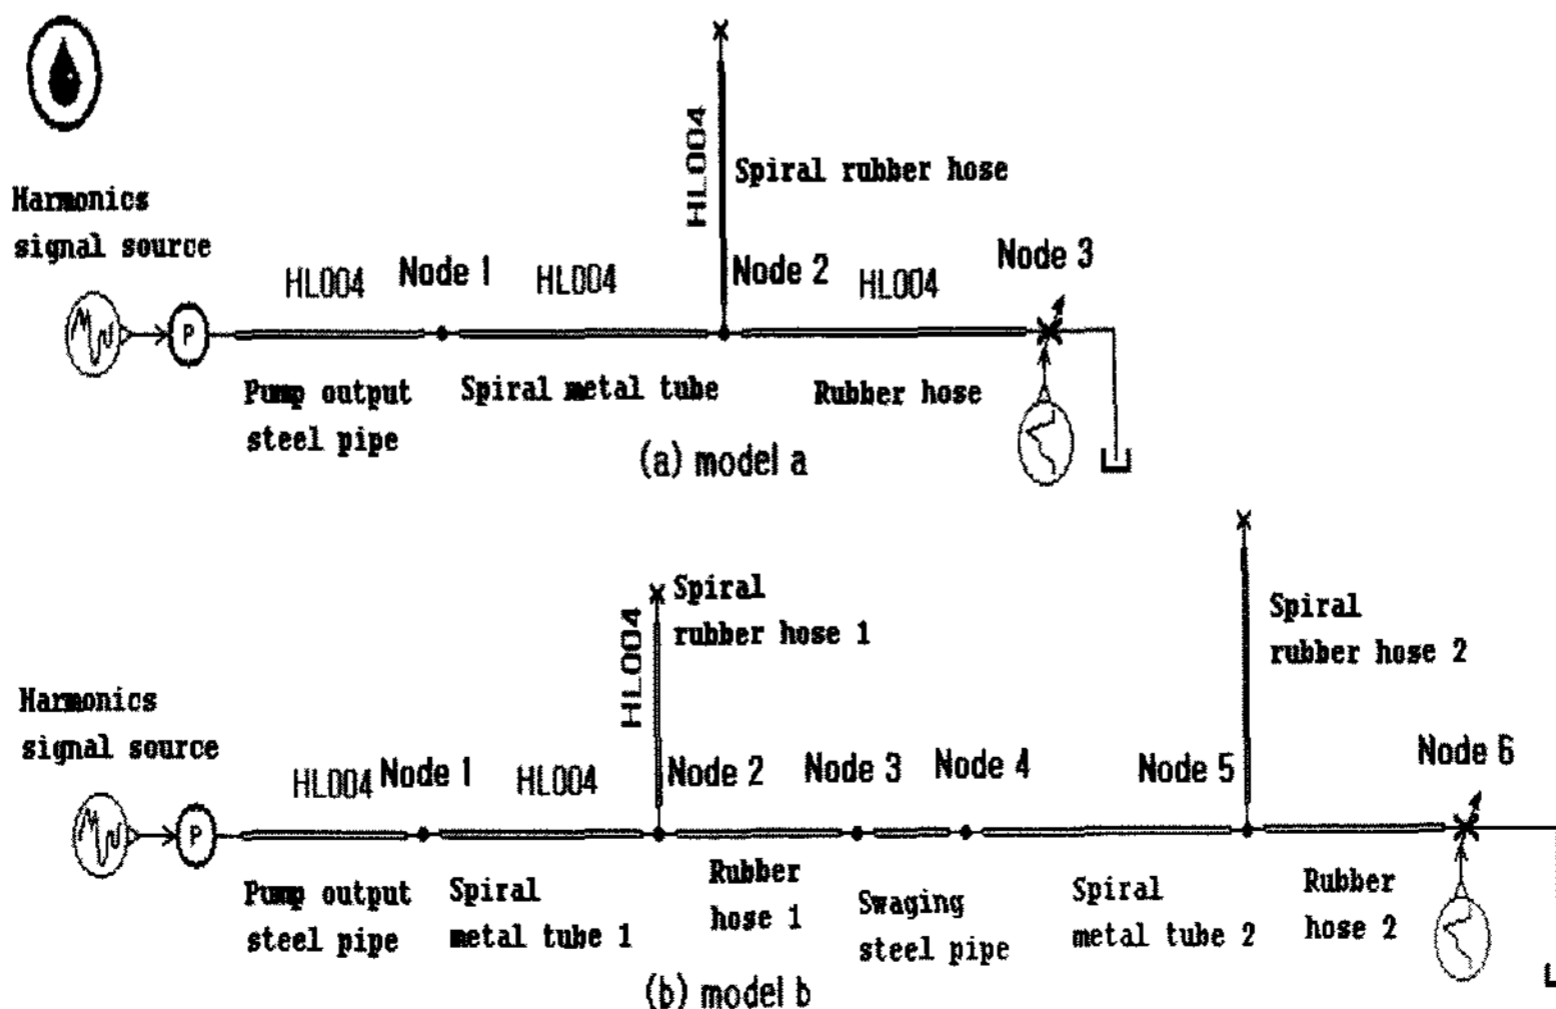 HL004
Spiral rubber hose
Harmonics
signal source
HL004
Node 1
HL004
Node 2
HL004
Node 3
P
Pump output
steel pipe
Spiral metal tube
Rubber hose
(a) model a
HL004
Spiral
rubber hose 1
Spiral
rubber hose 2
Harmonics
signal source
HL004
Node 1
HL004
Node 2
Node 3
Node 4
Node 5
Node 6
P
Pump output
steel pipe
Spiral
metal tube 1
Rubber
hose 1
Swaging
steel pipe
Spiral
metal tube 2
Rubber
hose 2
(b) model b